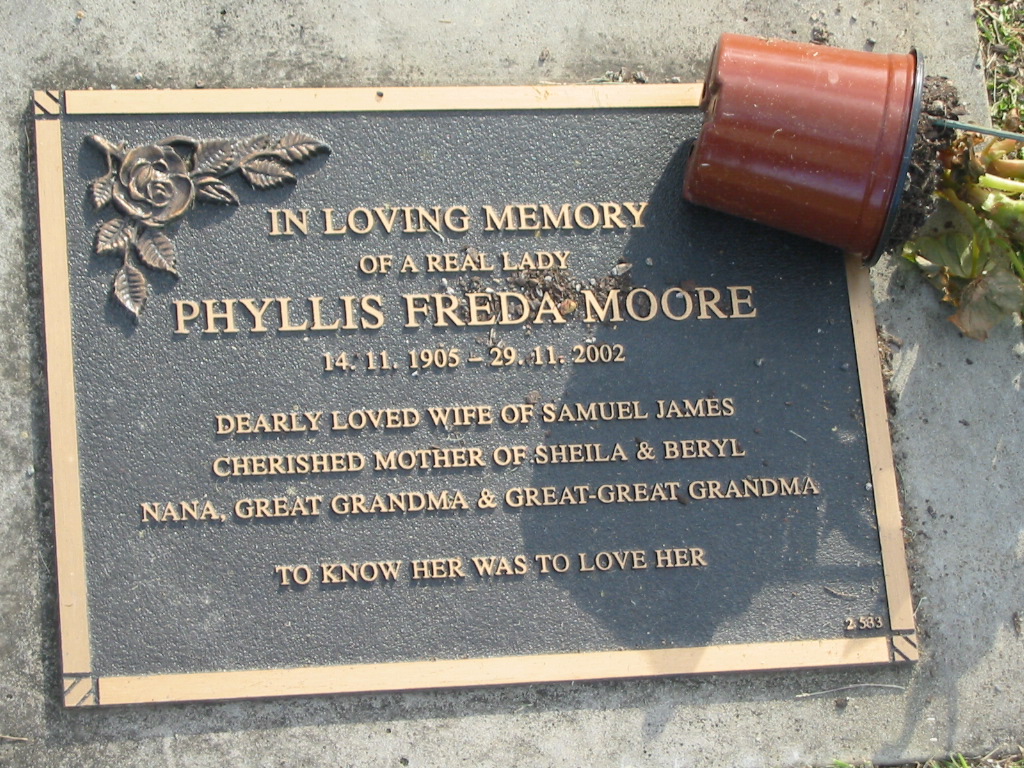 IN LOVING MEMORY
OF A REAL LADY
PHYLLIS FREDA MOORE
14. 11. 1905 – 29. 11. 2002
DEARLY LOVED WIFE OF SAMUEL JAMES
CHERISHED MOTHER OF SHEILA & BERYL
NANA, GREAT GRANDMA & GREAT-GREAT GRANDMA
TO KNOW HER WAS TO LOVE HER
2 583